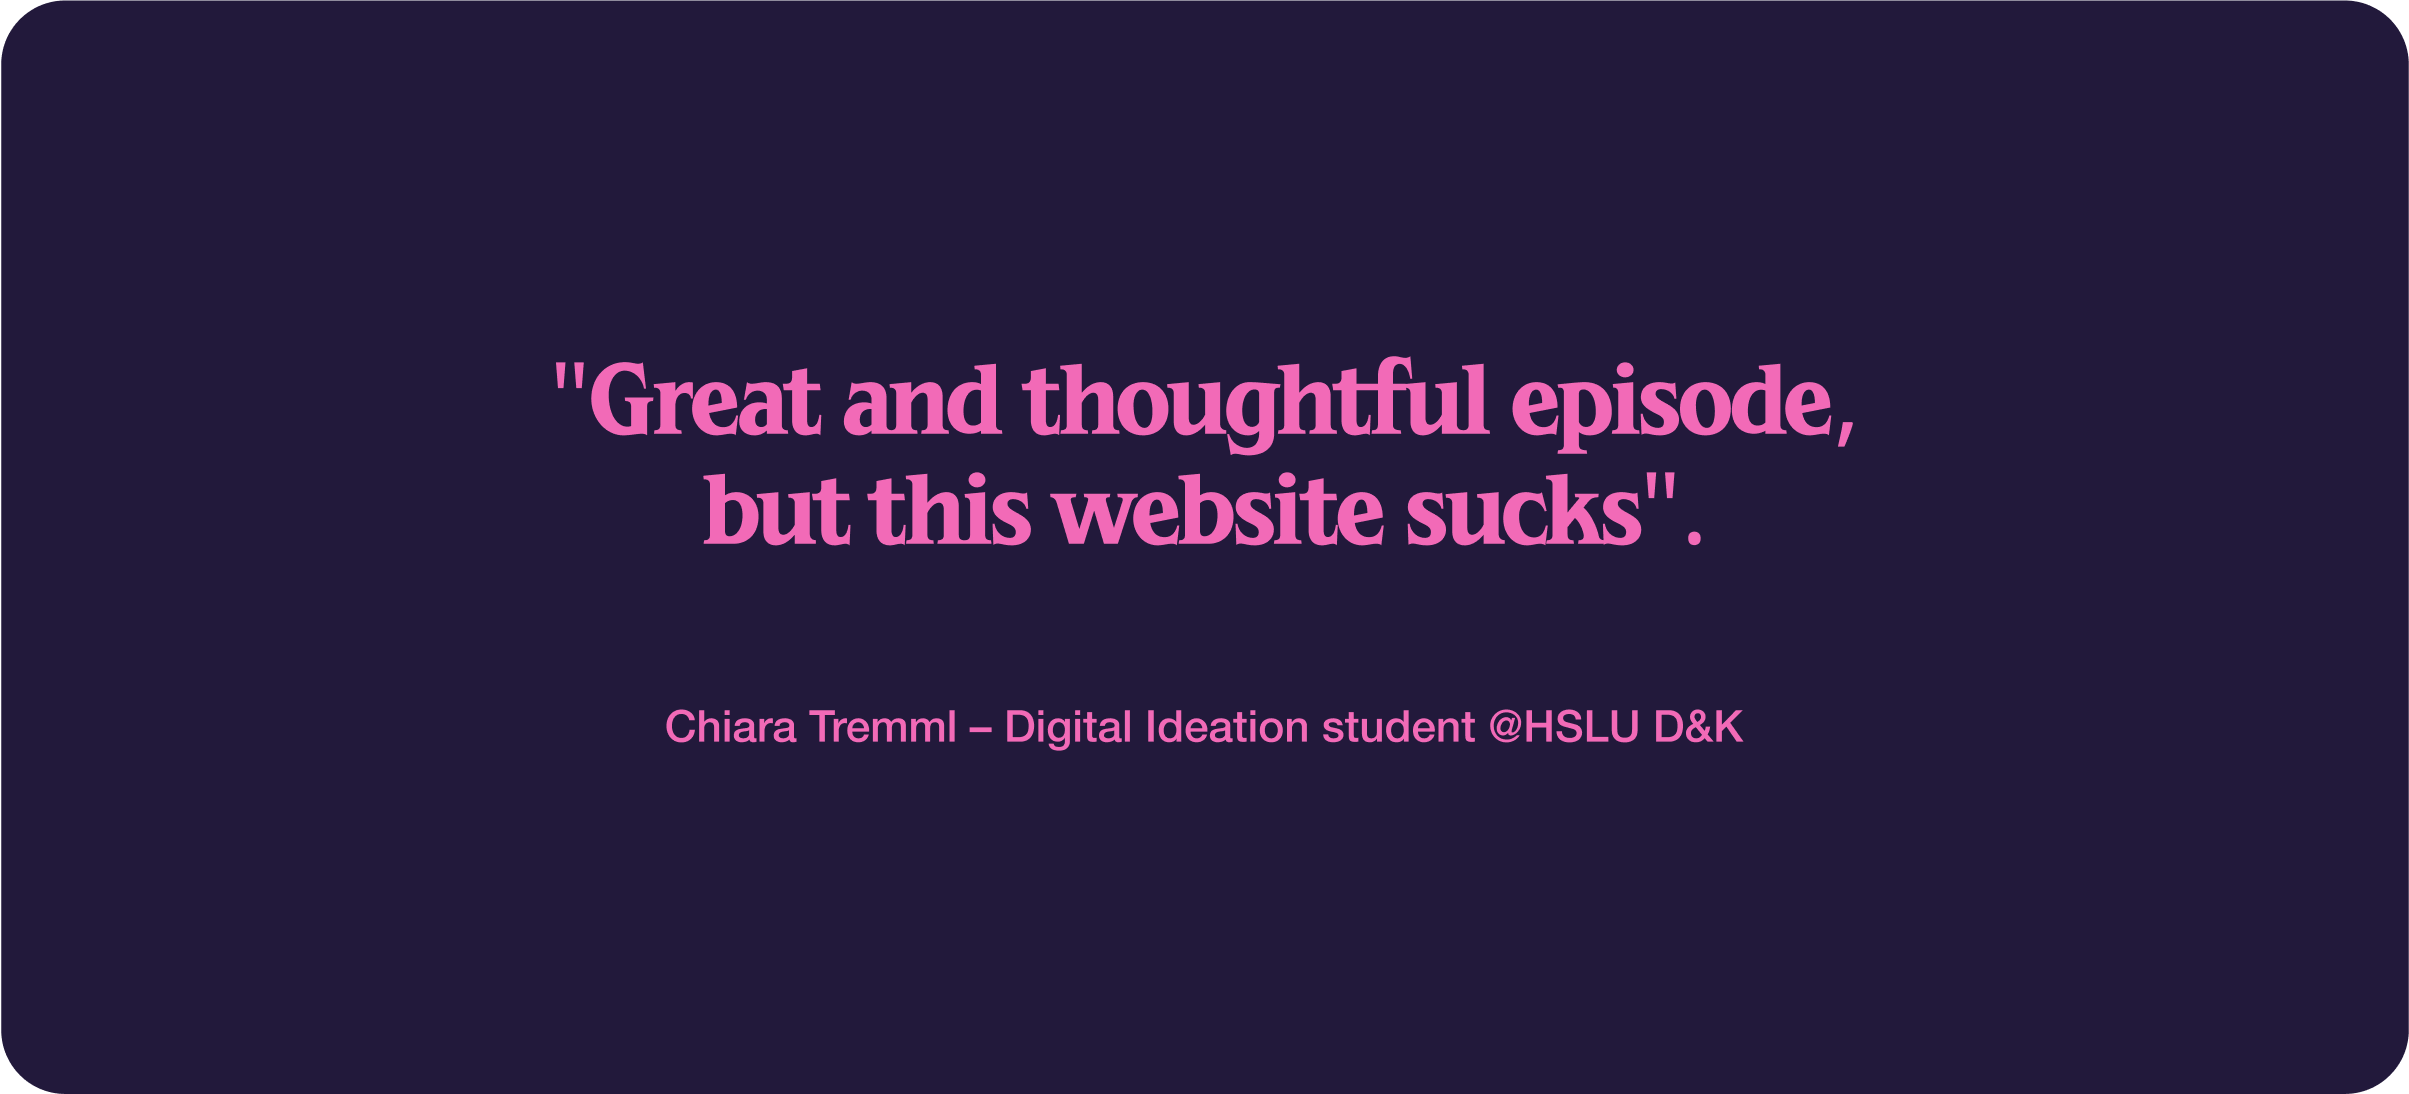 "Great and thoughtful episode,
but this website sucks".
Chiara Tremml – Digital Ideation student @HSLU D&K